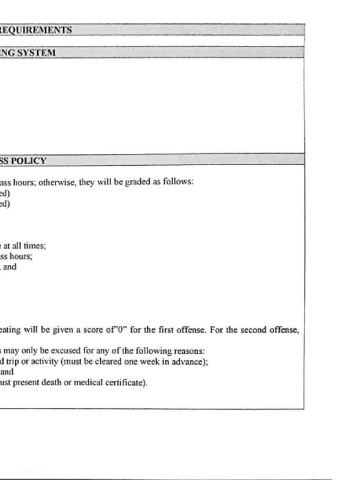 REQUIREMENTS
NG SYSTEM
SS POLICY
ass hours; otherwise, they will be graded as follows:
ed)
ed)
e at all times;
ss hours;
, and
eating will be given a score of"0" for the first offense. For the second offense,
s may only be excused for any of the following reasons:
d trip or activity (must be cleared one week in advance);
and
ust present death or medical certificate).